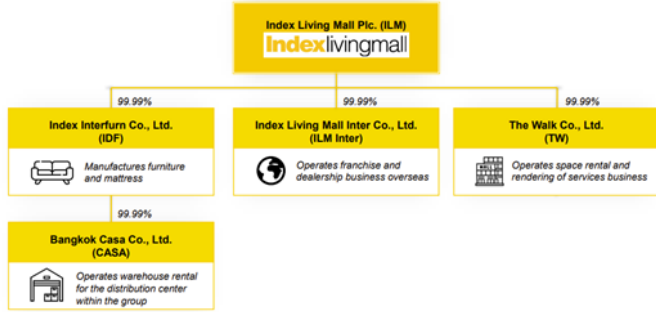 Index Living Mall Plc. (ILM)
Indexlivingmall
99.99%
99.99%
99.99%
Index Interfurn Co., Ltd.
(IDF)
Manufactures furniture
and mattress
Index Living Mall Inter Co., Ltd.
(ILM Inter)
Operates franchise and
dealership business overseas
The Walk Co., Ltd.
(TW)
Operates space rental and
rendering of services business
99.99%
Bangkok Casa Co., Ltd.
(CASA)
Operates warehouse rental
for the distribution center
within the group